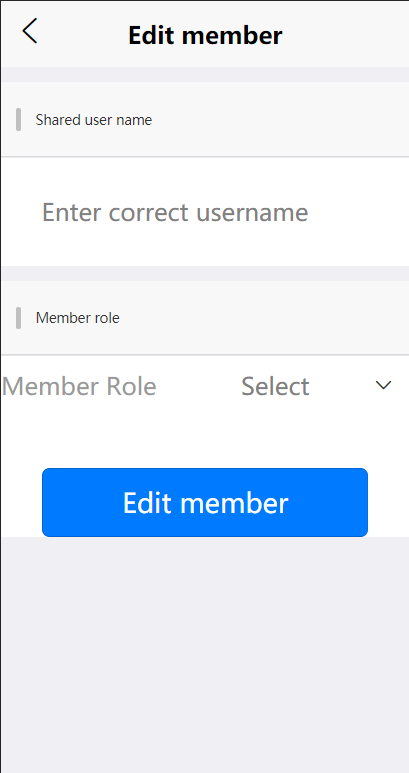 Edit member
Shared user name
Enter correct username
Member role
Member Role Select
Edit member